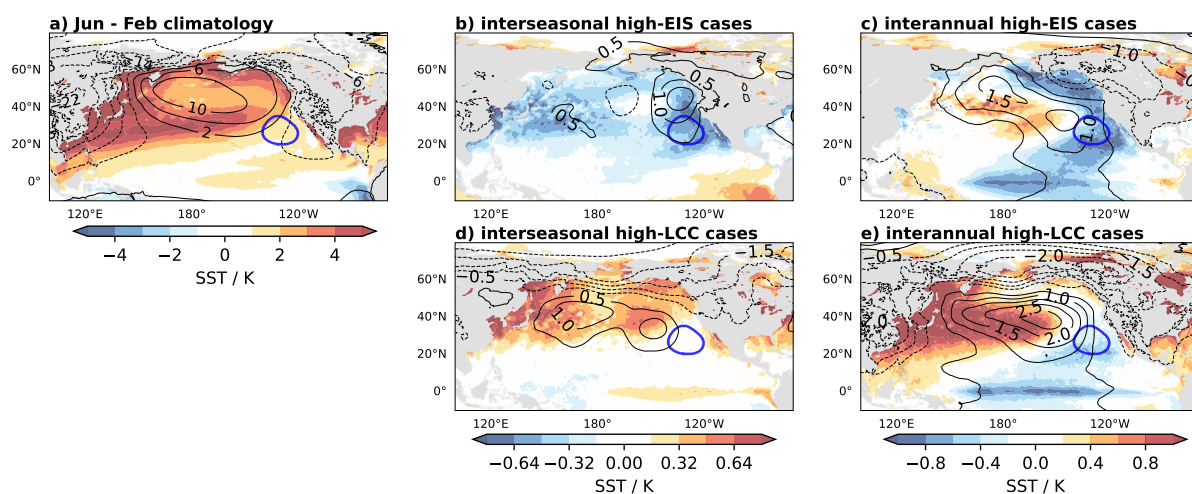 a) Jun - Feb climatology
b) interseasonal high-EIS cases
c) interannual high-EIS cases
60°N
40°N
20°N
0°
120°E
180°
120°W
−4
−2
0
2
4
SST / K
6
−6
10
2
60°N
40°N
20°N
0°
120°E
180°
120°W
0.5
0.5
0.5
1.0
60°N
40°N
20°N
0°
120°E
180°
120°W
−1.0
1.5
1.0
d) interseasonal high-LCC cases
e) interannual high-LCC cases
60°N
40°N
20°N
0°
120°E
180°
120°W
−0.5
−1.5
0.5
1.0
−0.64
−0.32
0.00
0.32
0.64
SST / K
60°N
40°N
20°N
0°
120°E
180°
120°W
−0.5
−2.0
−1.5
1.0
2.5
1.5
2.0
−0.8
−0.4
0.0
0.4
0.8
SST / K